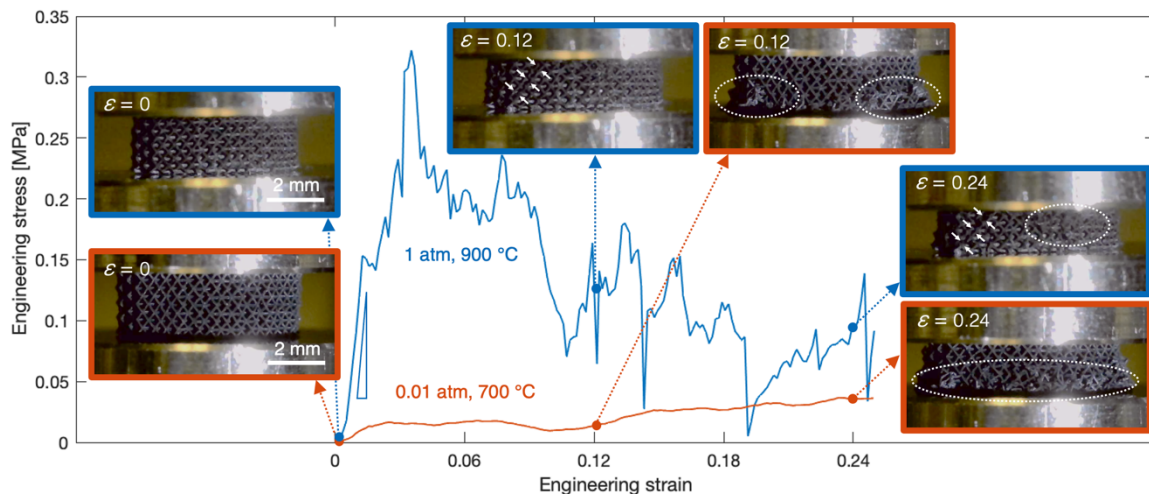 0.35
0.3
0.25
0.2
0.15
0.1
0.05
0
Engineering stress [MPa]
ε = 0
2 mm
ε = 0
2 mm
ε = 0.12
ε = 0.12
ε = 0.24
ε = 0.24
1 atm, 900 °C
0.01 atm, 700 °C
0
0.06
0.12
0.18
0.24
Engineering strain